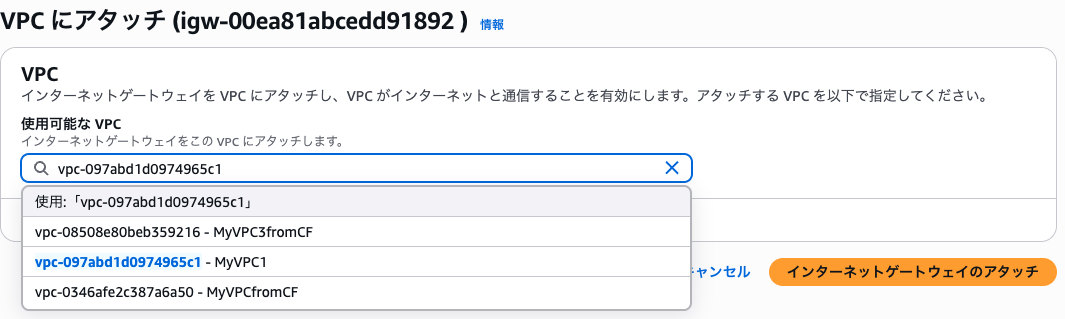 VPC にアタッチ (igw-00ea81abcedd91892 ) 情報
VPC
インターネットゲートウェイを VPC にアタッチし、VPC がインターネットと通信することを有効にします。アタッチする VPC を以下で指定してください。
使用可能な VPC
インターネットゲートウェイをこの VPC にアタッチします。
vpc-097abd1d0974965c1
使用:「vpc-097abd1d0974965c1」
vpc-08508e80beb359216 - MyVPC3fromCF
vpc-097abd1d0974965c1 - MyVPC1
vpc-0346afe2c387a6a50 - MyVPCfromCF
キャンセル インターネットゲートウェイのアタッチ